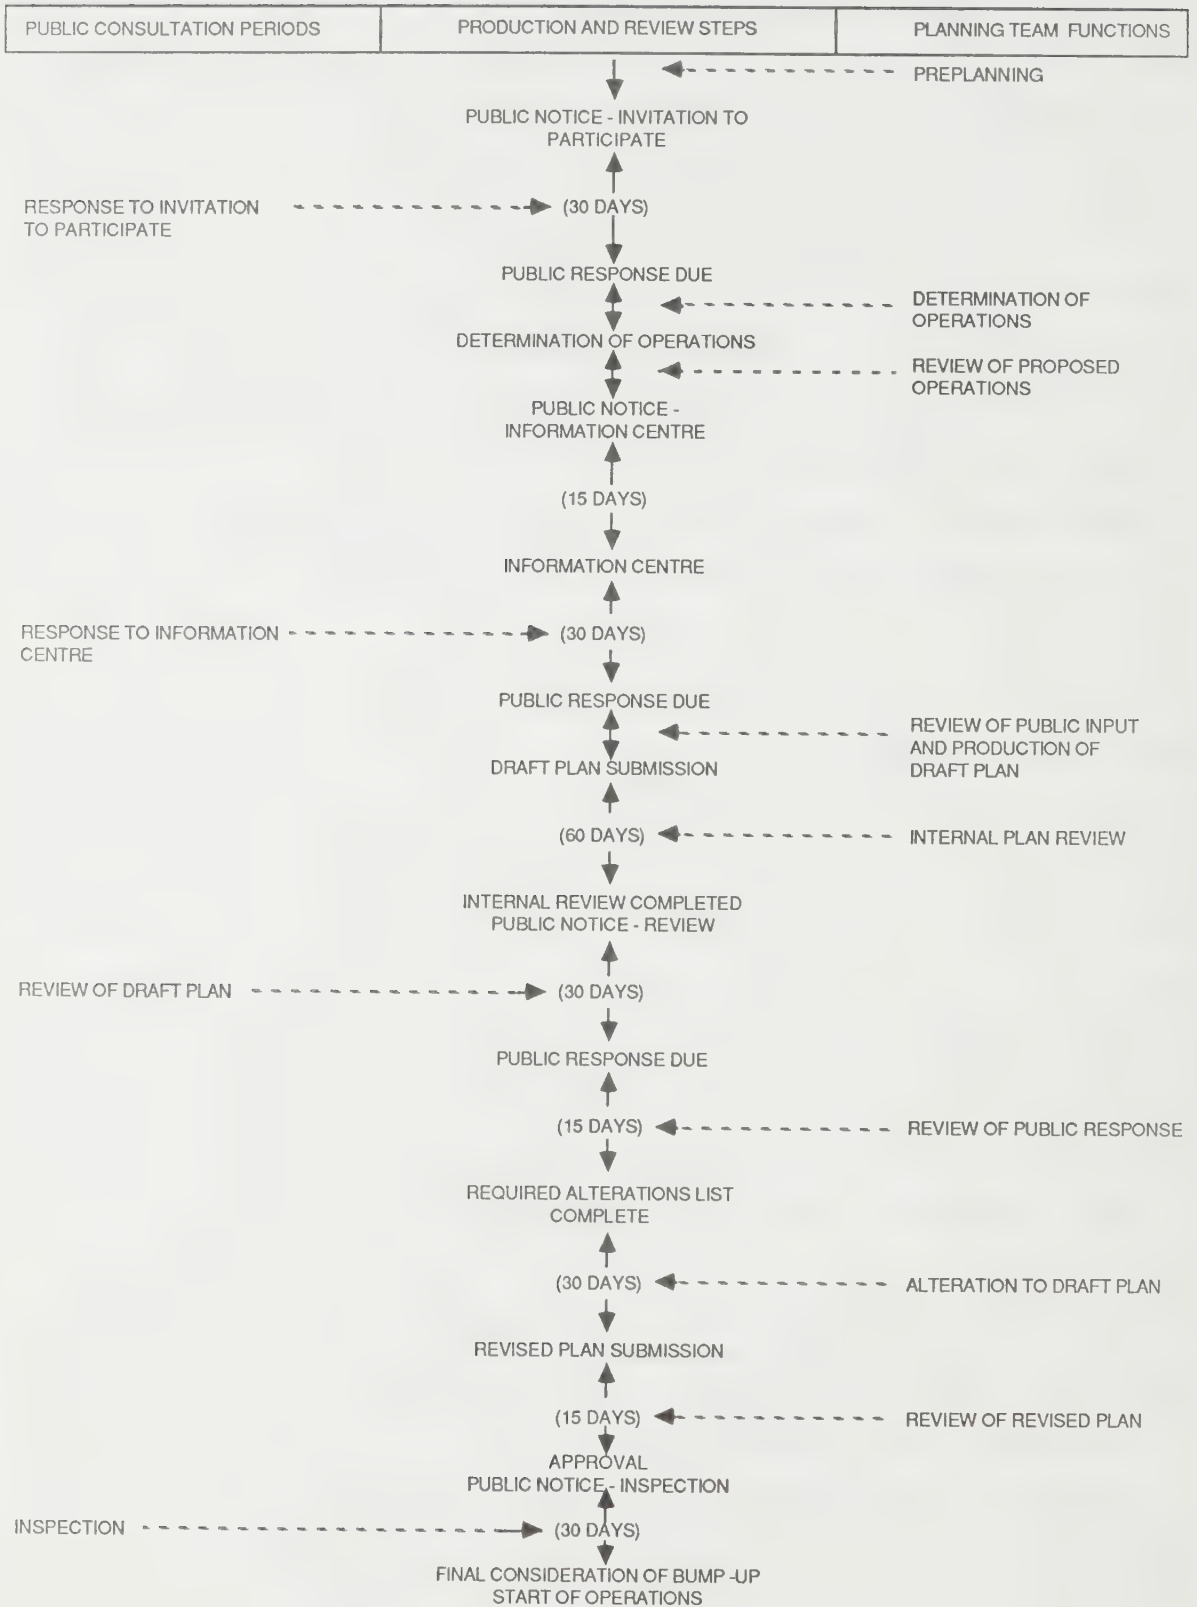 PUBLIC CONSULTATION PERIODS
PRODUCTION AND REVIEW STEPS
PLANNING TEAM FUNCTIONS
PREPLANNING
PUBLIC NOTICE - INVITATION TO
PARTICIPATE
RESPONSE TO INVITATION
TO PARTICIPATE
(30 DAYS)
PUBLIC RESPONSE DUE
DETERMINATION OF
OPERATIONS
DETERMINATION OF OPERATIONS
REVIEW OF PROPOSED
OPERATIONS
PUBLIC NOTICE -
INFORMATION CENTRE
(15 DAYS)
INFORMATION CENTRE
RESPONSE TO INFORMATION
CENTRE
(30 DAYS)
PUBLIC RESPONSE DUE
REVIEW OF PUBLIC INPUT
AND PRODUCTION OF
DRAFT PLAN
DRAFT PLAN SUBMISSION
(60 DAYS)
INTERNAL PLAN REVIEW
INTERNAL REVIEW COMPLETED
PUBLIC NOTICE - REVIEW
REVIEW OF DRAFT PLAN
(30 DAYS)
PUBLIC RESPONSE DUE
(15 DAYS)
REVIEW OF PUBLIC RESPONSE
REQUIRED ALTERATIONS LIST
COMPLETE
(30 DAYS)
ALTERATION TO DRAFT PLAN
REVISED PLAN SUBMISSION
(15 DAYS)
REVIEW OF REVISED PLAN
APPROVAL
PUBLIC NOTICE - INSPECTION
INSPECTION
(30 DAYS)
FINAL CONSIDERATION OF BUMP -UP
START OF OPERATIONS